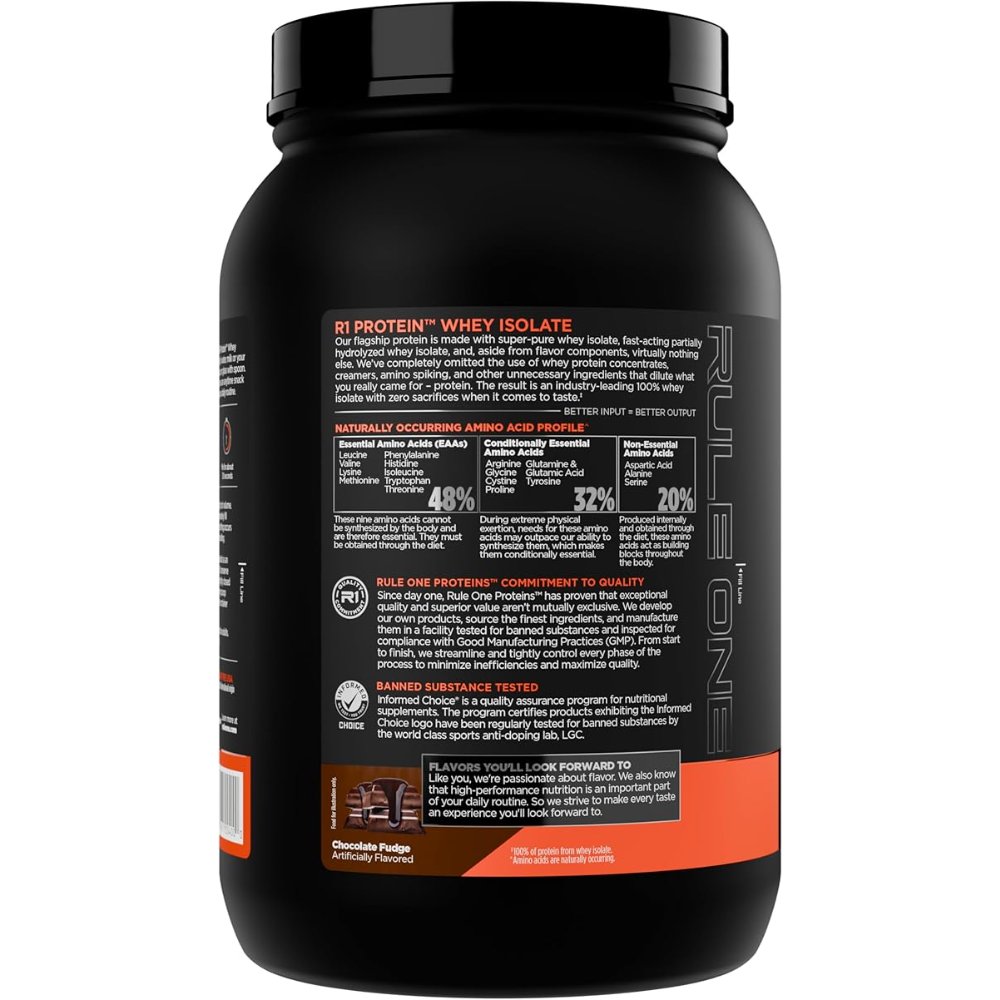 R1 PROTEIN™ WHEY ISOLATE
Our flagship protein is made with super-pure whey isolate, fast-acting partially
hydrolyzed whey isolate, and, aside from flavor components, virtually nothing
else. We've completely omitted the use of whey protein concentrates,
creamers, amino spiking, and other unnecessary ingredients that dilute what
you really came for – protein. The result is an industry-leading 100% whey
isolate with zero sacrifices when it comes to taste.‡
BETTER INPUT = BETTER OUTPUT
NATURALLY OCCURRING AMINO ACID PROFILE^
Essential Amino Acids (EAAs)
Leucine
Valine
Lysine
Methionine
Phenylalanine
Histidine
Isoleucine
Tryptophan
Threonine
48%
These nine amino acids cannot
be synthesized by the body and
are therefore essential. They must
be obtained through the diet.
Conditionally Essential
Amino Acids
Arginine
Glycine
Cystine
Proline
Glutamine &
Glutamic Acid
Tyrosine
32%
During extreme physical
exertion, needs for these amino
acids may outpace our ability to
synthesize them, which makes
them conditionally essential.
Non-Essential
Amino Acids
Aspartic Acid
Alanine
Serine
20%
Produced internally
and obtained through
the diet, these amino
acids act as building
blocks throughout
the body.
QUALITY
R1
COMMITMENT
RULE ONE PROTEINS™ COMMITMENT TO QUALITY
Since day one, Rule One Proteins™ has proven that exceptional
quality and superior value aren't mutually exclusive. We develop
our own products, source the finest ingredients, and manufacture
them in a facility tested for banned substances and inspected for
compliance with Good Manufacturing Practices (GMP). From start
to finish, we streamline and tightly control every phase of the
process to minimize inefficiencies and maximize quality.
INFORMED
CHOICE
BANNED SUBSTANCE TESTED
Informed Choice® is a quality assurance program for nutritional
supplements. The program certifies products exhibiting the Informed
Choice logo have been regularly tested for banned substances by
the world class sports anti-doping lab, LGC.
FLAVORS YOU'LL LOOK FORWARD TO
Like you, we're passionate about flavor. We also know
that high-performance nutrition is an important part
of your daily routine. So we strive to make every taste
an experience you'll look forward to.
Food for illustration only.
Chocolate Fudge
Artificially Flavored
‡100% of protein from whey isolate.
^Amino acids are naturally occurring.
RULE ONE
Fill Line